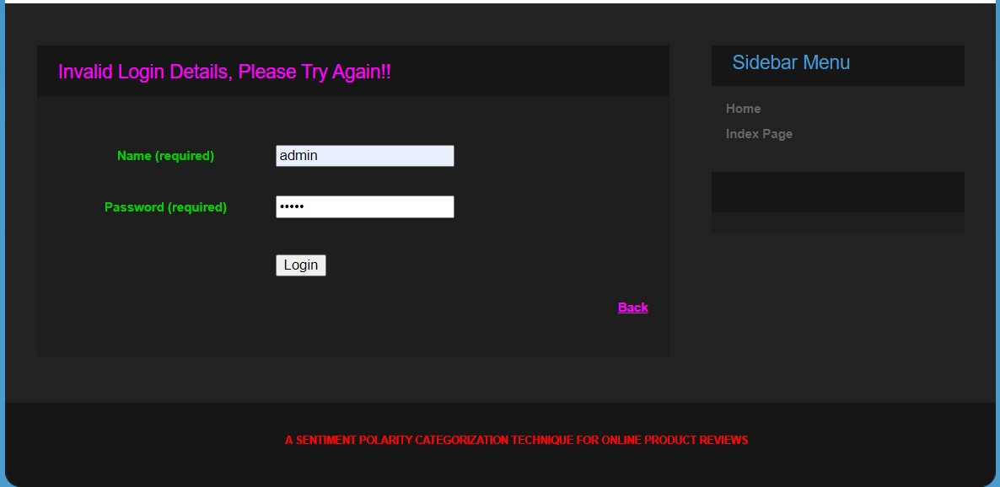 Invalid Login Details, Please Try Again!!
Name (required)
admin
Password (required)
•••••
Login
Back
Sidebar Menu
Home
Index Page
A SENTIMENT POLARITY CATEGORIZATION TECHNIQUE FOR ONLINE PRODUCT REVIEWS